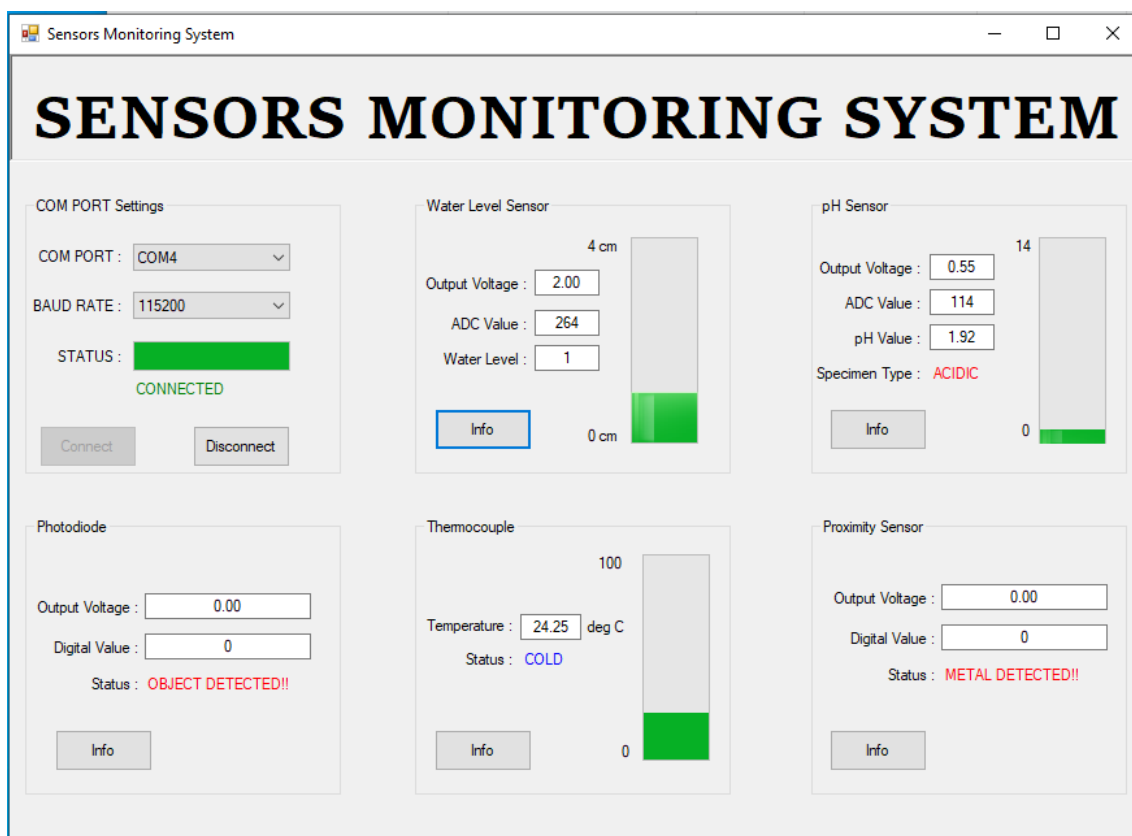 Sensors Monitoring System
SENSORS MONITORING SYSTEM
COM PORT Settings
COM PORT : COM4
BAUD RATE : 115200
STATUS :
CONNECTED
Connect Disconnect
Water Level Sensor
4 cm
Output Voltage : 2.00
ADC Value : 264
Water Level : 1
Info 0 cm
pH Sensor
14
Output Voltage : 0.55
ADC Value : 114
pH Value : 1.92
Specimen Type : ACIDIC
Info 0
Photodiode
Output Voltage : 0.00
Digital Value : 0
Status : OBJECT DETECTED!!
Info
Thermocouple
100
Temperature : 24.25 deg C
Status : COLD
Info 0
Proximity Sensor
Output Voltage : 0.00
Digital Value : 0
Status : METAL DETECTED!!
Info